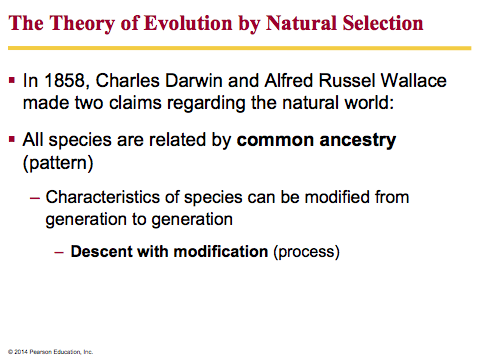 The Theory of Evolution by Natural Selection
▪ In 1858, Charles Darwin and Alfred Russel Wallace
made two claims regarding the natural world:
▪ All species are related by common ancestry
(pattern)
– Characteristics of species can be modified from
generation to generation
– Descent with modification (process)
© 2014 Pearson Education, Inc.